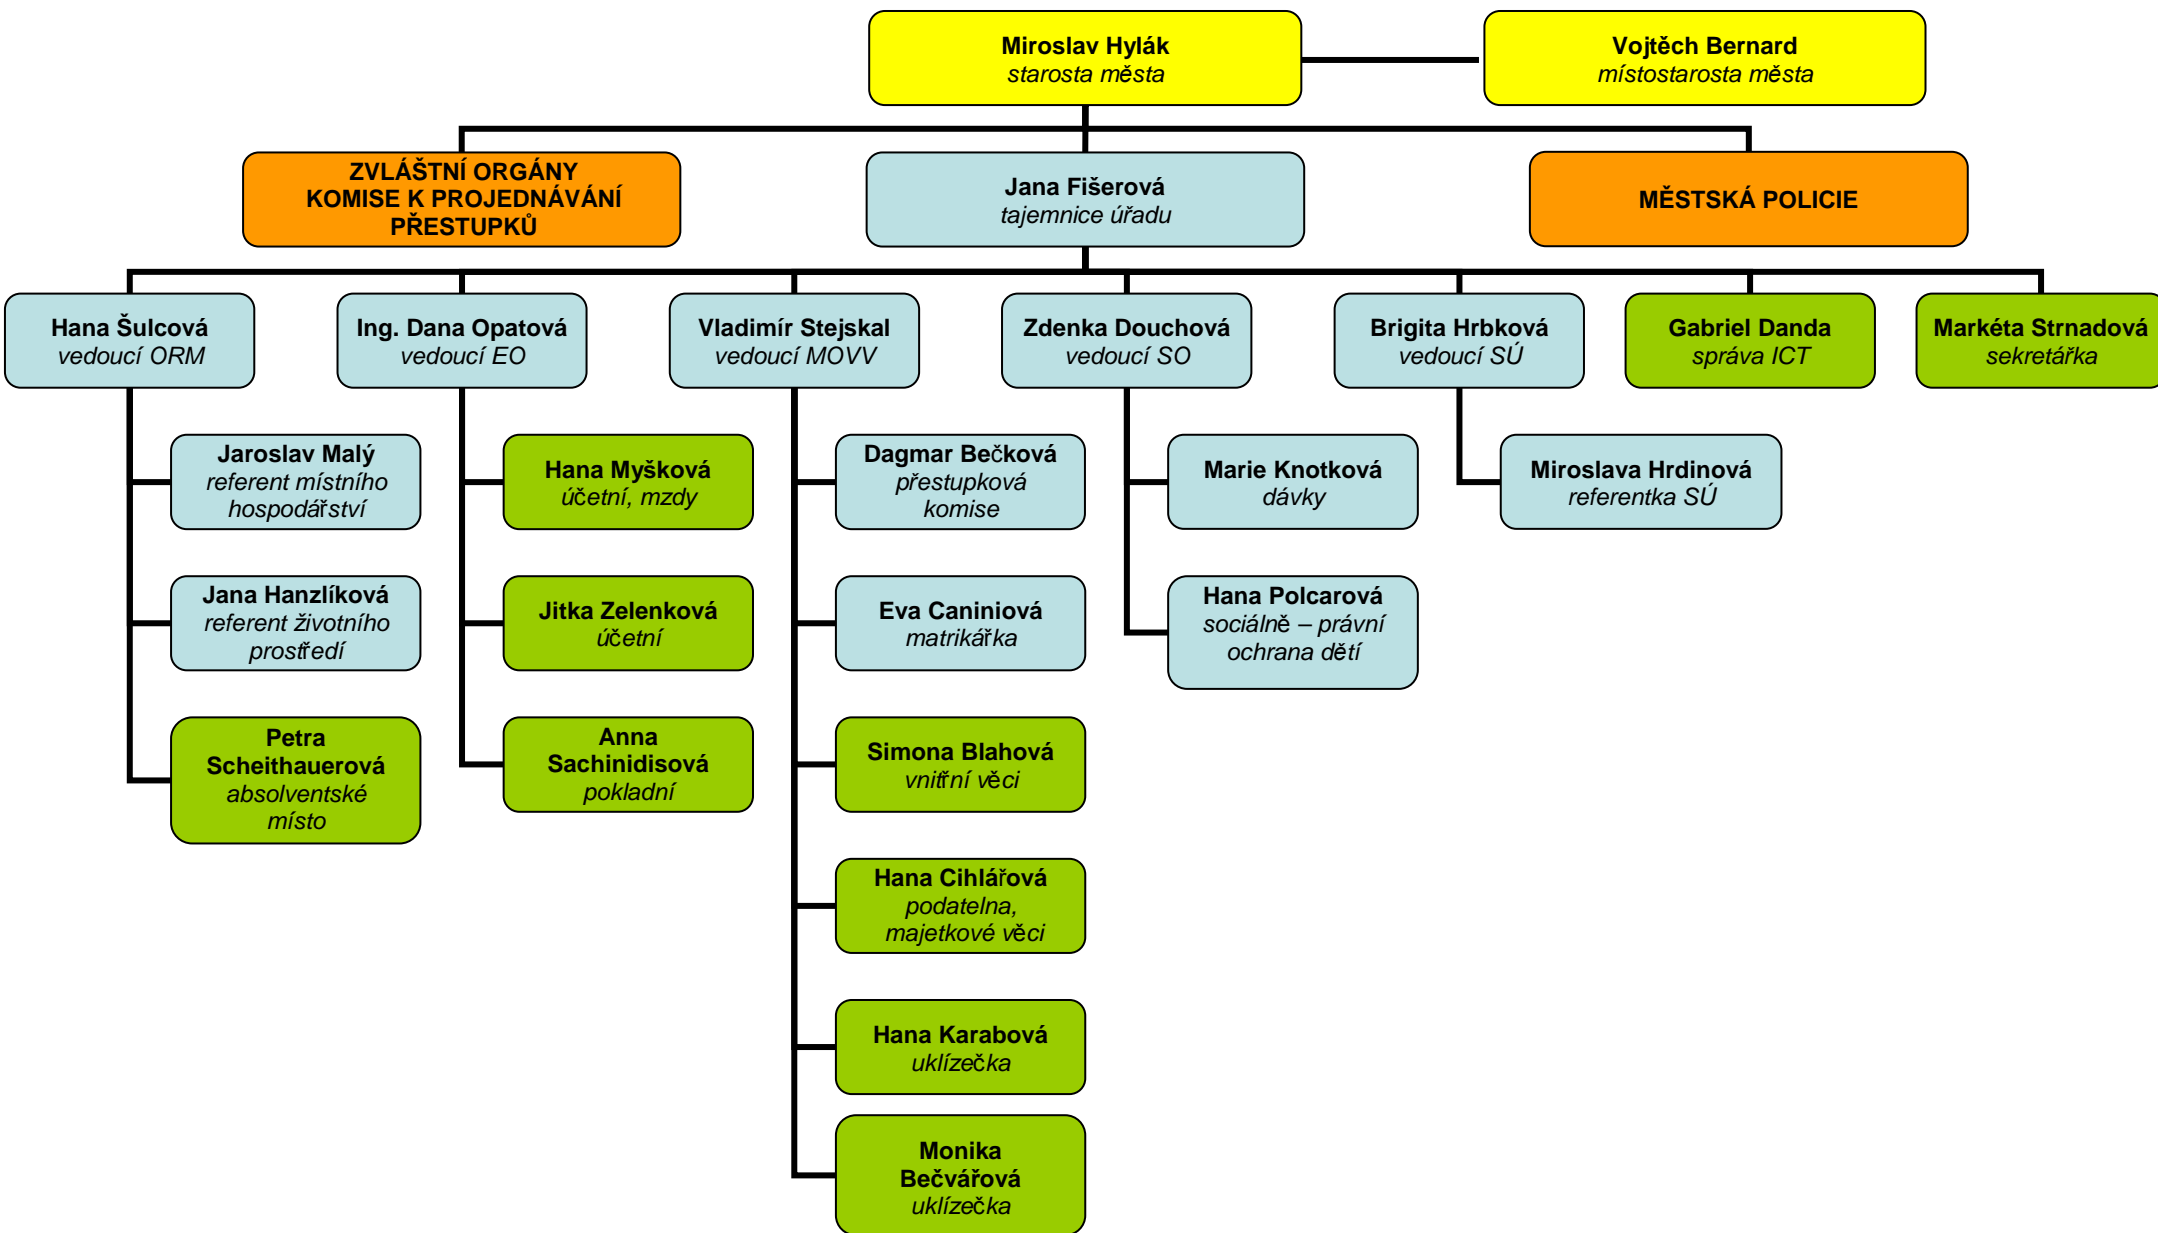 Miroslav Hylák
starosta města
Vojtěch Bernard
místostarosta města
ZVLÁŠTNÍ ORGÁNY
KOMISE K PROJEDNÁVÁNÍ
PŘESTUPKŮ
Jana Fišerová
tajemnice úřadu
MĚSTSKÁ POLICIE
Hana Šulcová
vedoucí ORM
Ing. Dana Opatová
vedoucí EO
Vladimír Stejskal
vedoucí MOVV
Zdenka Douchová
vedoucí SO
Brigita Hrbková
vedoucí SÚ
Gabriel Danda
správa ICT
Markéta Strnadová
sekretářka
Jaroslav Malý
referent místního
hospodářství
Hana Myšková
účetní, mzdy
Dagmar Bečková
přestupková
komise
Marie Knotková
dávky
Miroslava Hrdinová
referentka SÚ
Jana Hanzlíková
referent životního
prostředí
Jitka Zelenková
účetní
Eva Caniniová
matrikářka
Hana Polcarová
sociálně – právní
ochrana dětí
Petra
Scheithauerová
absolventské
místo
Anna
Sachinidisová
pokladní
Simona Blahová
vnitřní věci
Hana Cihlářová
podatelna,
majetkové věci
Hana Karabová
uklízečka
Monika
Bečvářová
uklízečka